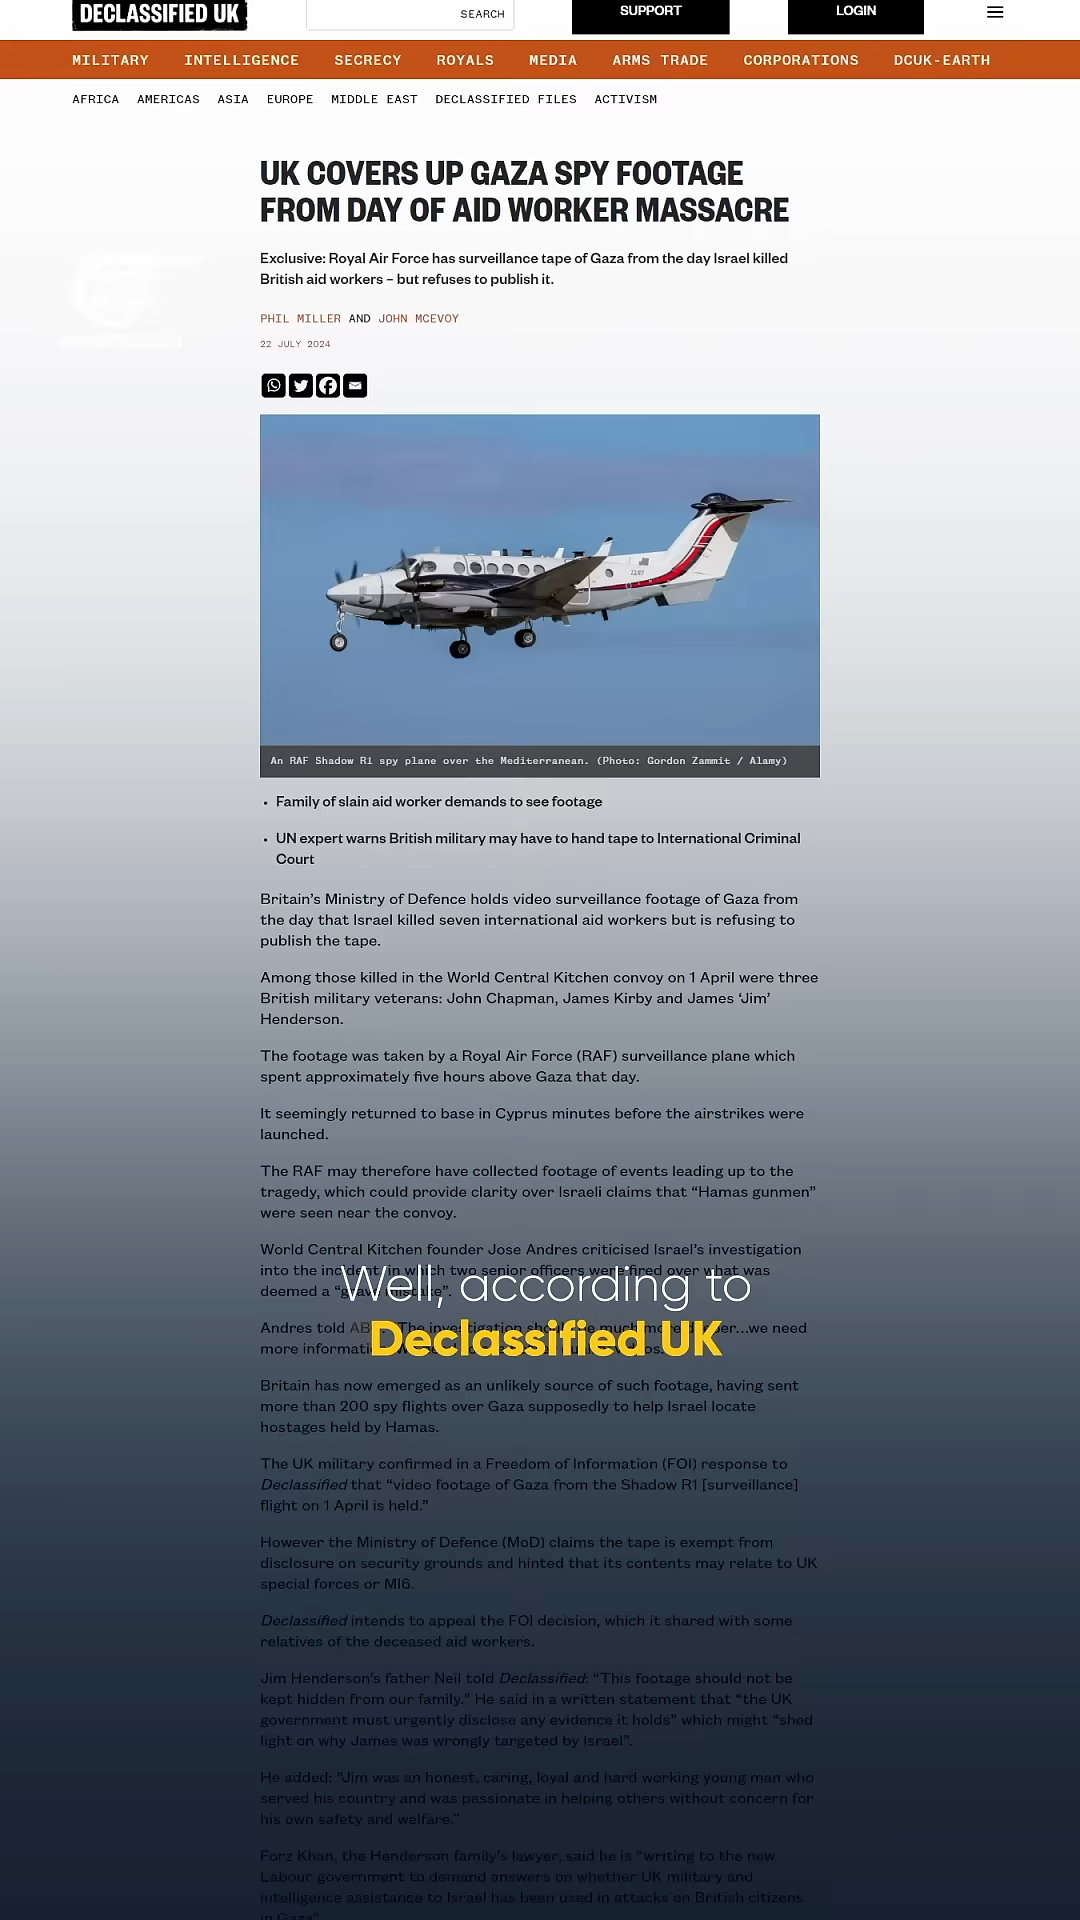 DECLASSIFIED UK
SEARCH
SUPPORT
LOGIN
MILITARY INTELLIGENCE SECRECY ROYALS MEDIA ARMS TRADE CORPORATIONS DCUK-EARTH
AFRICA AMERICAS ASIA EUROPE MIDDLE EAST DECLASSIFIED FILES ACTIVISM
UK COVERS UP GAZA SPY FOOTAGE
FROM DAY OF AID WORKER MASSACRE
Exclusive: Royal Air Force has surveillance tape of Gaza from the day Israel killed
British aid workers – but refuses to publish it.
PHIL MILLER AND JOHN MCEVOY
22 JULY 2024
An RAF Shadow R1 spy plane over the Mediterranean. (Photo: Gordon Zammit / Alamy)
• Family of slain aid worker demands to see footage
• UN expert warns British military may have to hand tape to International Criminal
Court
Britain’s Ministry of Defence holds video surveillance footage of Gaza from
the day that Israel killed seven international aid workers but is refusing to
publish the tape.
Among those killed in the World Central Kitchen convoy on 1 April were three
British military veterans: John Chapman, James Kirby and James ‘Jim’
Henderson.
The footage was taken by a Royal Air Force (RAF) surveillance plane which
spent approximately five hours above Gaza that day.
It seemingly returned to base in Cyprus minutes before the airstrikes were
launched.
The RAF may therefore have collected footage of events leading up to the
tragedy, which could provide clarity over Israeli claims that “Hamas gunmen”
were seen near the convoy.
World Central Kitchen founder Jose Andres criticised Israel’s investigation
into the incident, in which two senior officers were fired over what was
deemed a “grave mistake”.
Well, according to
Declassified UK
Andres told “The investigation should be much more deeper…we need
more
Britain has now emerged as an unlikely source of such footage, having sent
more than 200 spy flights over Gaza supposedly to help Israel locate
hostages held by Hamas.
The UK military confirmed in a Freedom of Information (FOI) response to
Declassified that “video footage of Gaza from the Shadow R1 [surveillance]
flight on 1 April is held.”
However the Ministry of Defence (MoD) claims the tape is exempt from
disclosure on security grounds and hinted that its contents may relate to UK
special forces or MI6.
Declassified intends to appeal the FOI decision, which it shared with some
relatives of the deceased aid workers.
Jim Henderson’s father Neil told Declassified: “This footage should not be
kept hidden from our family.” He said in a written statement that “the UK
government must urgently disclose any evidence it holds” which might “shed
light on why James was wrongly targeted by Israel”.
He added: “Jim was an honest, caring, loyal and hard working young man who
served his country and was passionate in helping others without concern for
his own safety and welfare.”
Forz Khan, the Henderson family’s lawyer, said he is “writing to the new
Labour government to demand answers on whether UK military and
intelligence assistance to Israel has been used in attacks on British citizens
in Gaza”